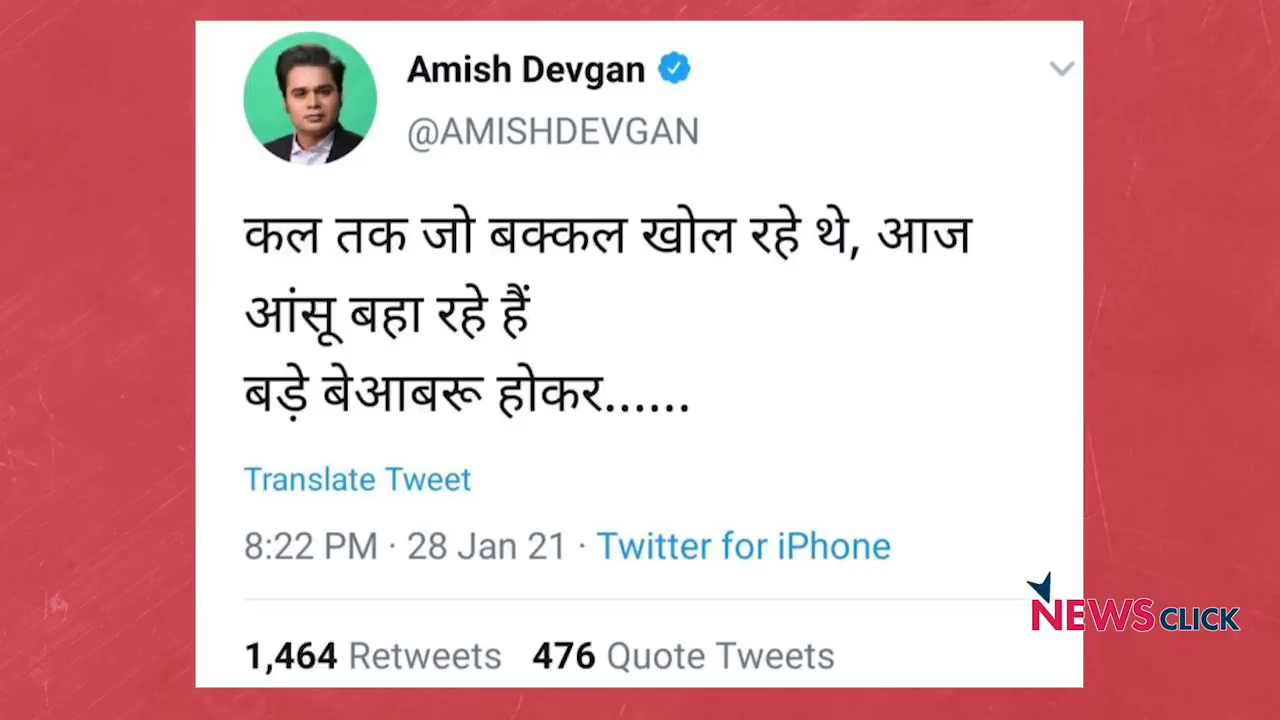 Amish Devgan
@AMISHDEVGAN
कल तक जो बक्कल खोल रहे थे, आज
आंसू बहा रहे हैं
बड़े बेआबरू होकर......
Translate Tweet
8:22 PM · 28 Jan 21 · Twitter for iPhone
NEWSCLICK
1,464 Retweets 476 Quote Tweets